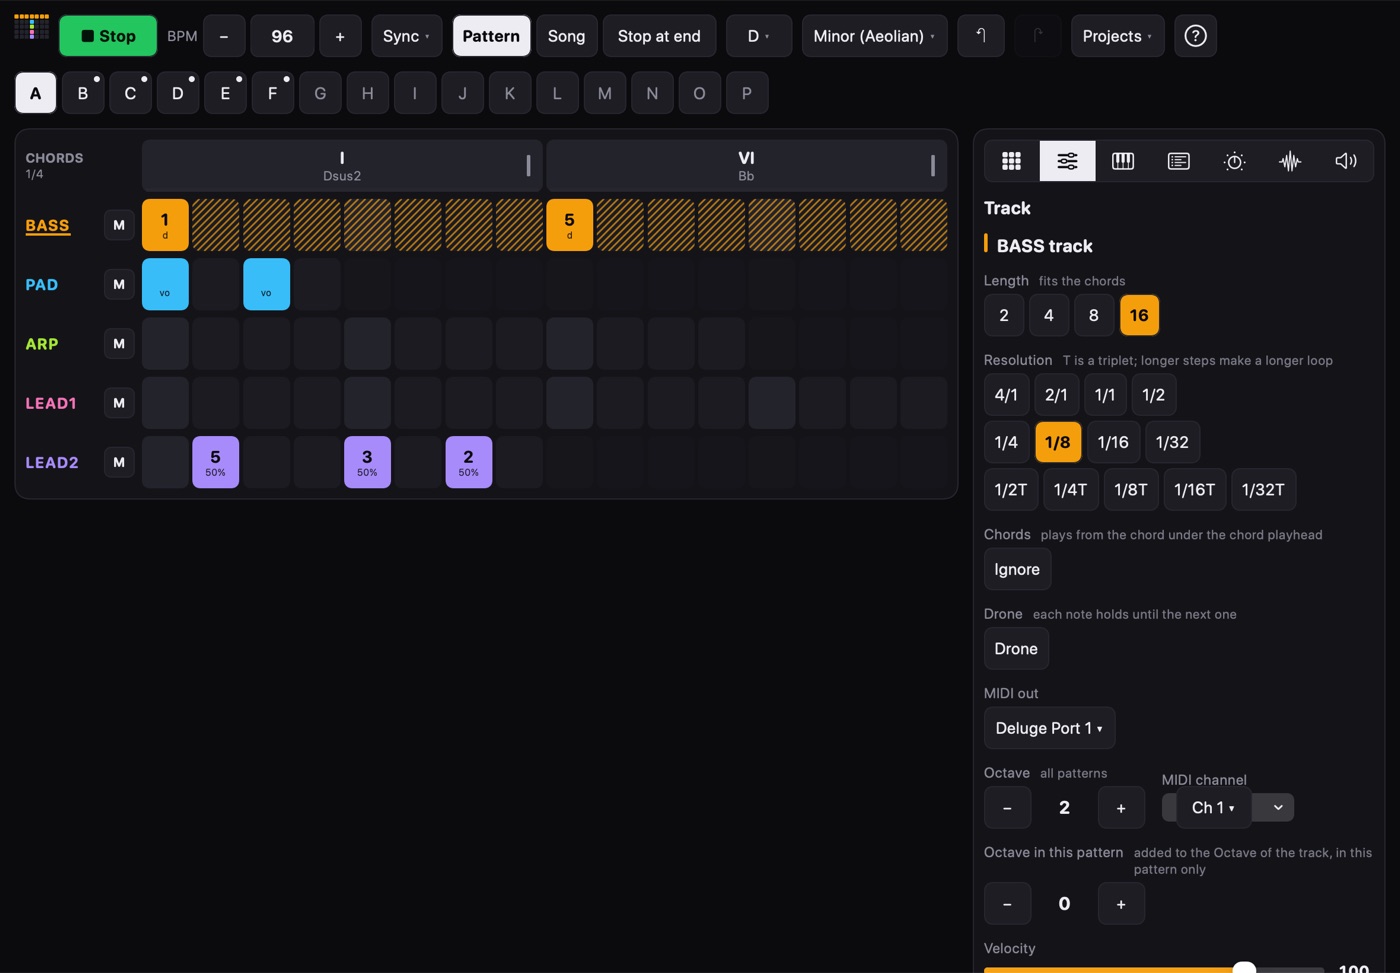 Stop BPM – 96 + Sync Pattern Song Stop at end D Minor (Aeolian) Projects ?
A B C D E F G H I J K L M N O P
CHORDS
1/4
I
Dsus2
VI
Bb
BASS M 1 5
d d
PAD M
vo vo
ARP M
LEAD1 M
LEAD2 M 5 3 2
50% 50% 50%
Track
BASS track
Length fits the chords
2 4 8 16
Resolution T is a triplet; longer steps make a longer loop
4/1 2/1 1/1 1/2
1/4 1/8 1/16 1/32
1/2T 1/4T 1/8T 1/16T 1/32T
Chords plays from the chord under the chord playhead
Ignore
Drone each note holds until the next one
Drone
MIDI out
Deluge Port 1
Octave all patterns
– 2 +
MIDI channel
Ch 1
Octave in this pattern added to the Octave of the track, in this
pattern only
– 0 +
Velocity
100